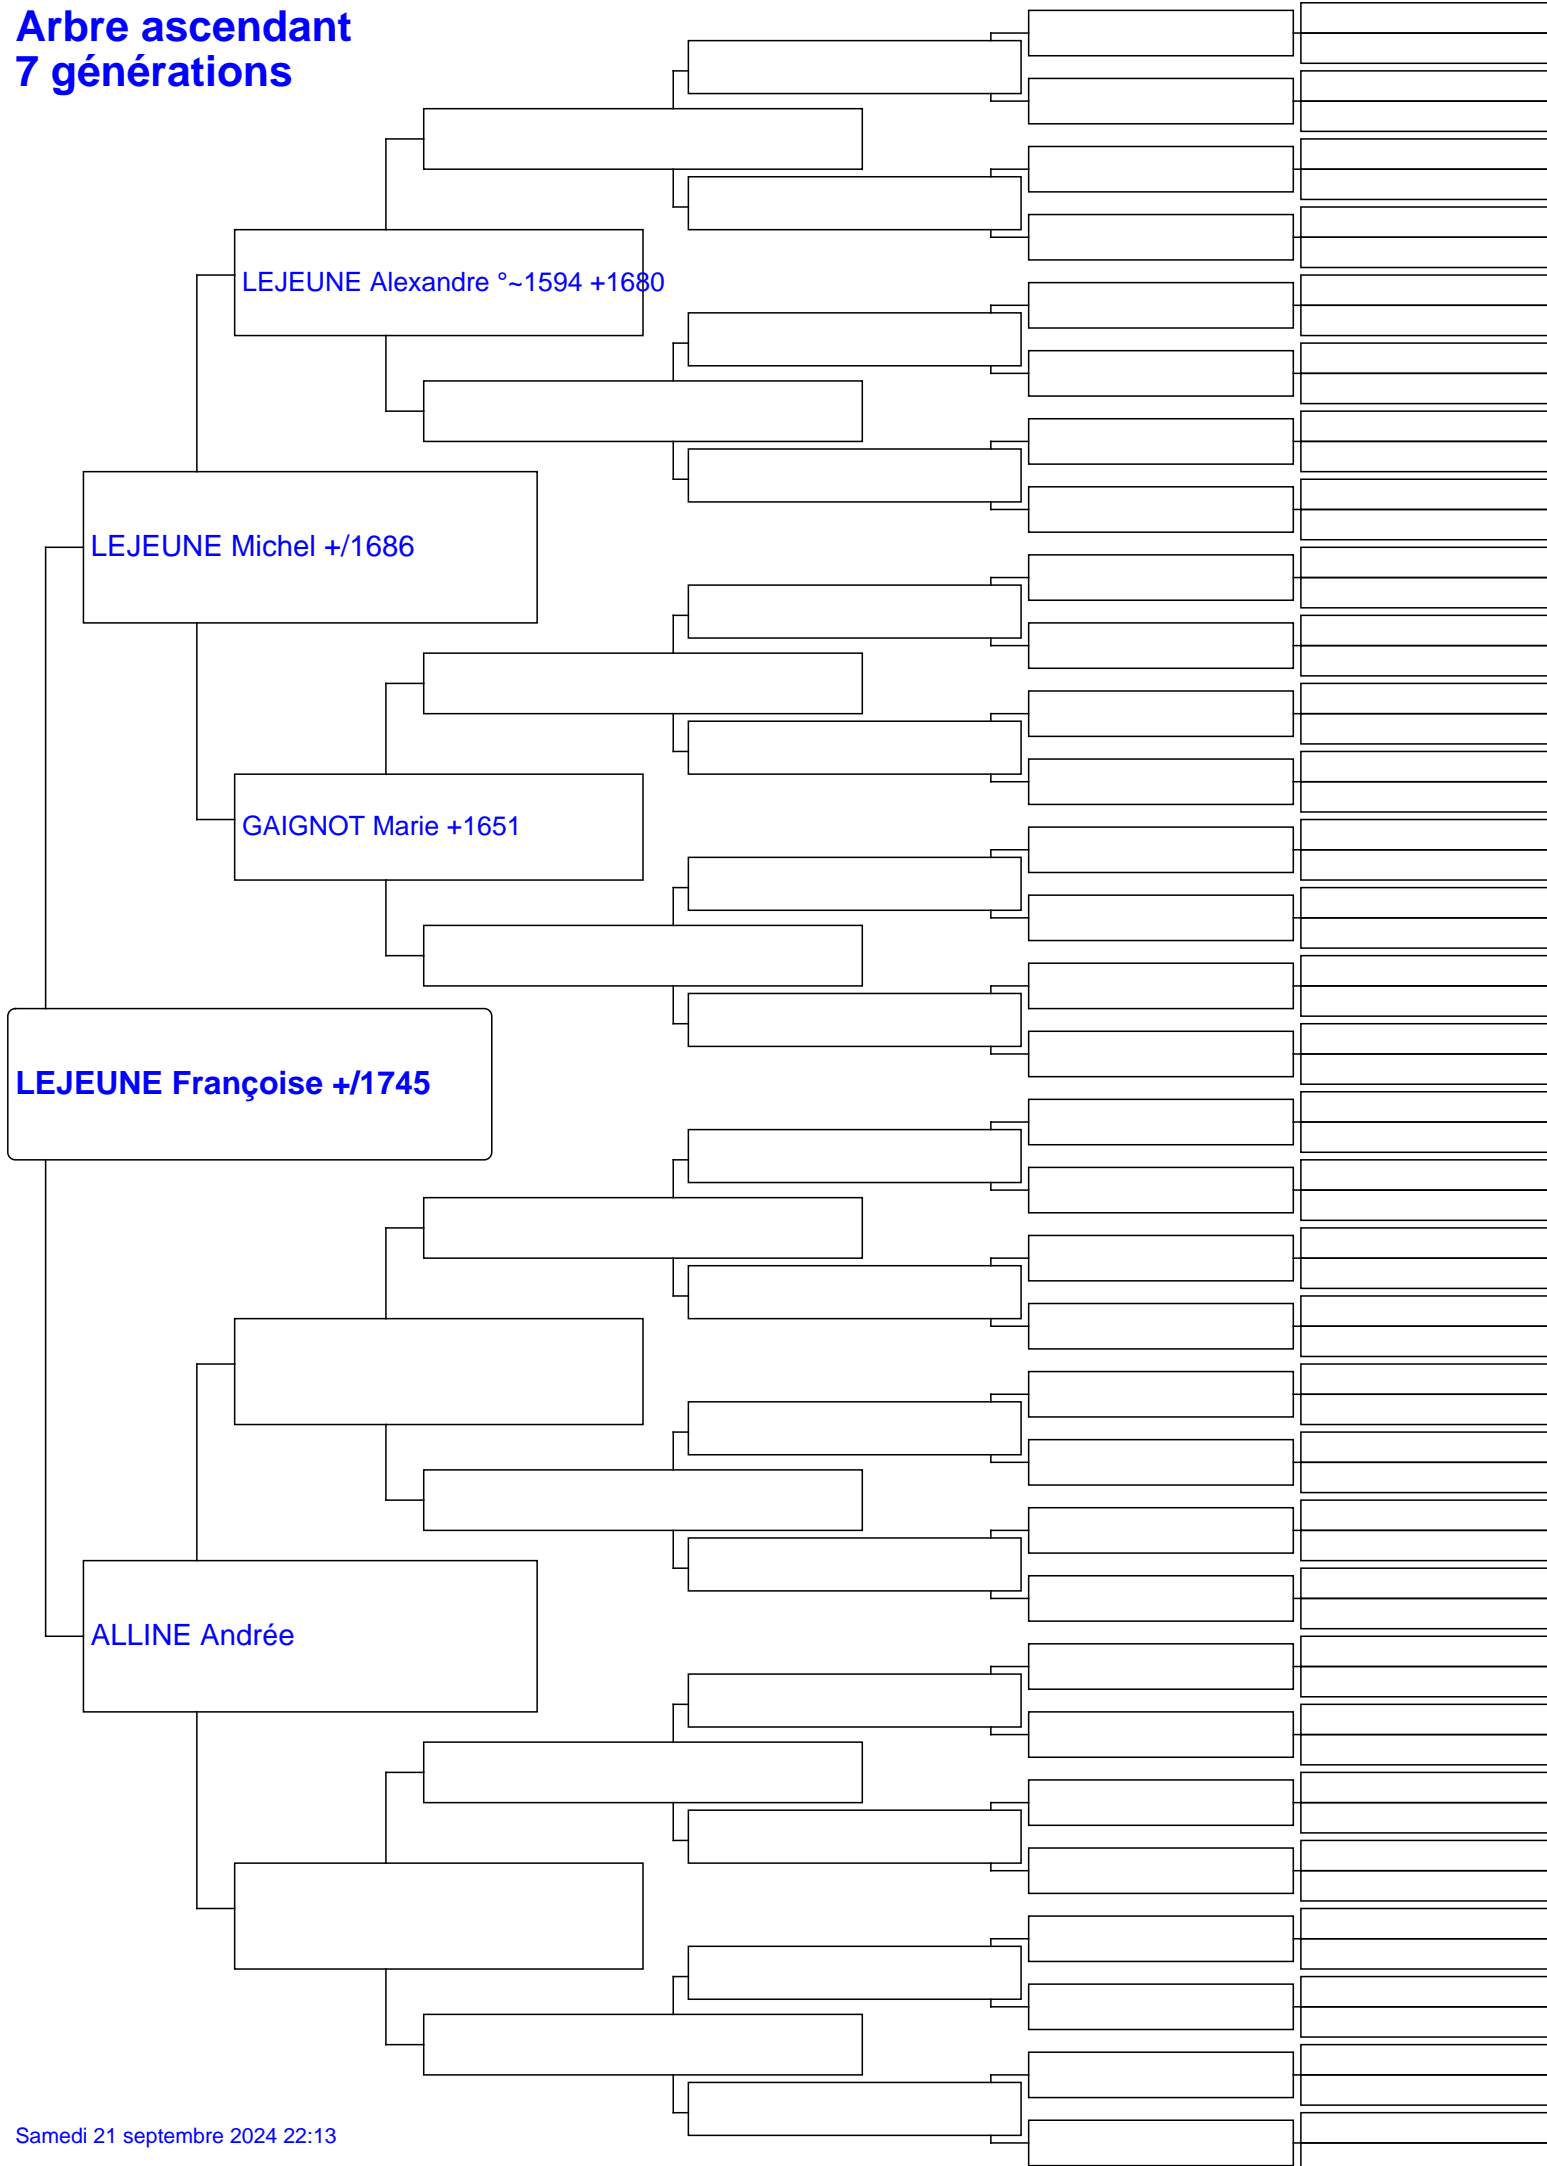 Arbre ascendant
7 générations
LEJEUNE Alexandre °~1594 +1680
LEJEUNE Michel +/1686
GAIGNOT Marie +1651
LEJEUNE Françoise +/1745
ALLINE Andrée
Samedi 21 septembre 2024 22:13